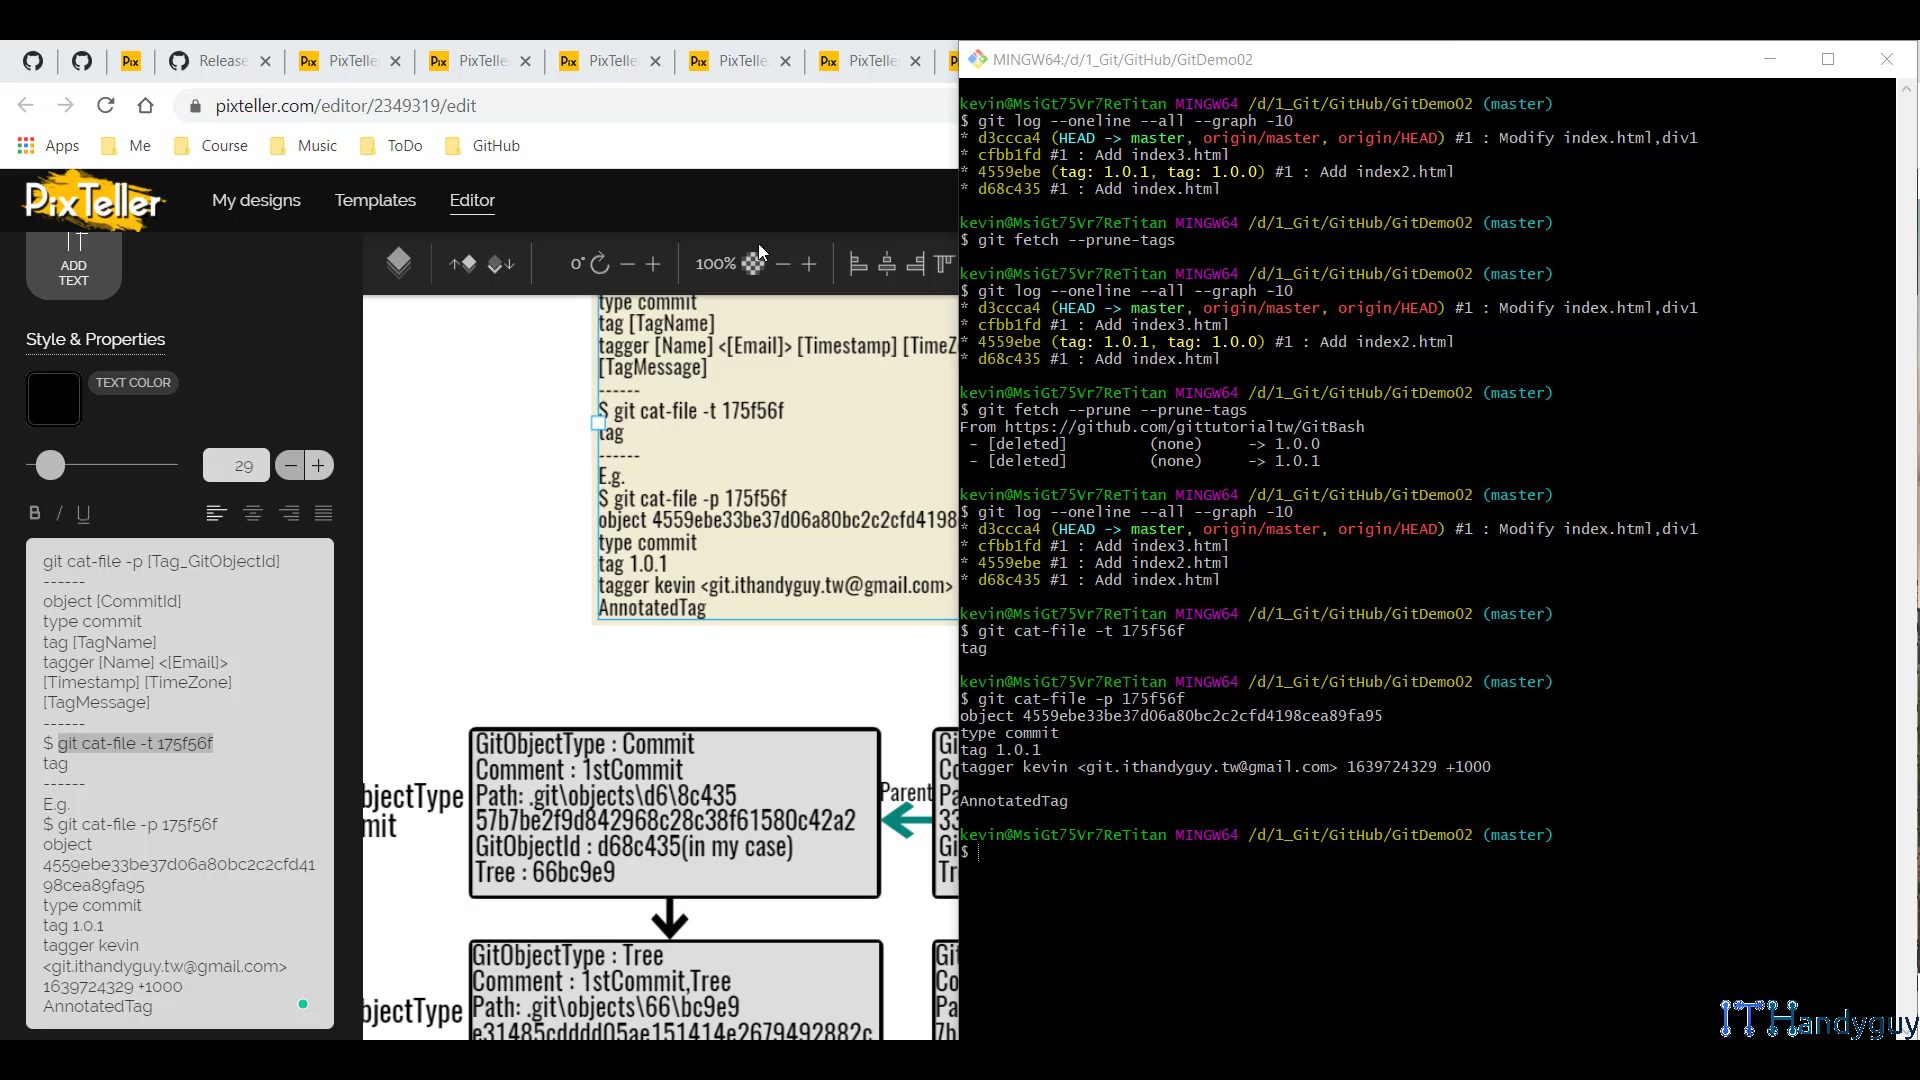 Release
PixTelle
PixTelle
PixTelle
PixTelle
PixTelle
pixteller.com/editor/2349319/edit
Apps
Me
Course
Music
ToDo
GitHub
PixTeller
My designs
Templates
Editor
ADD
TEXT
0°
100%
Style & Properties
TEXT COLOR
29
B I U
git cat-file -p [Tag_GitObjectId]
------
object [CommitId]
type commit
tag [TagName]
tagger [Name] <[Email]>
[Timestamp] [TimeZone]
[TagMessage]
------
$ git cat-file -t 175f56f
tag
------
E.g.
$ git cat-file -p 175f56f
object
4559ebe33be37d06a80bc2c2cfd41
98cea89fa95
type commit
tag 1.0.1
tagger kevin
<git.ithandyguy.tw@gmail.com>
1639724329 +1000
AnnotatedTag
type commit
tag [TagName]
tagger [Name] <[Email]> [Timestamp] [TimeZ
[TagMessage]
------
$ git cat-file -t 175f56f
tag
------
E.g.
$ git cat-file -p 175f56f
object 4559ebe33be37d06a80bc2c2cfd4198
type commit
tag 1.0.1
tagger kevin <git.ithandyguy.tw@gmail.com>
AnnotatedTag
bjectType
mit
GitObjectType : Commit
Comment : 1stCommit
Path: .git\objects\d6\8c435
57b7be2f9d842968c28c38f61580c42a2
GitObjectId : d68c435(in my case)
Tree : 66bc9e9
Parent
bjectType
GitObjectType : Tree
Comment : 1stCommit,Tree
Path: .git\objects\66\bc9e9
e31485cdddd05ae151414e2679492882c
MINGW64:/d/1_Git/GitHub/GitDemo02
kevin@MsiGt75Vr7ReTitan MINGW64 /d/1_Git/GitHub/GitDemo02 (master)
$ git log --oneline --all --graph -10
* d3ccca4 (HEAD -> master, origin/master, origin/HEAD) #1 : Modify index.html,div1
* cfbb1fd #1 : Add index3.html
* 4559ebe (tag: 1.0.1, tag: 1.0.0) #1 : Add index2.html
* d68c435 #1 : Add index.html
kevin@MsiGt75Vr7ReTitan MINGW64 /d/1_Git/GitHub/GitDemo02 (master)
$ git fetch --prune-tags
kevin@MsiGt75Vr7ReTitan MINGW64 /d/1_Git/GitHub/GitDemo02 (master)
$ git log --oneline --all --graph -10
* d3ccca4 (HEAD -> master, origin/master, origin/HEAD) #1 : Modify index.html,div1
* cfbb1fd #1 : Add index3.html
* 4559ebe (tag: 1.0.1, tag: 1.0.0) #1 : Add index2.html
* d68c435 #1 : Add index.html
kevin@MsiGt75Vr7ReTitan MINGW64 /d/1_Git/GitHub/GitDemo02 (master)
$ git fetch --prune --prune-tags
From https://github.com/gittutorialtw/GitBash
- [deleted] (none) -> 1.0.0
- [deleted] (none) -> 1.0.1
kevin@MsiGt75Vr7ReTitan MINGW64 /d/1_Git/GitHub/GitDemo02 (master)
$ git log --oneline --all --graph -10
* d3ccca4 (HEAD -> master, origin/master, origin/HEAD) #1 : Modify index.html,div1
* cfbb1fd #1 : Add index3.html
* 4559ebe #1 : Add index2.html
* d68c435 #1 : Add index.html
kevin@MsiGt75Vr7ReTitan MINGW64 /d/1_Git/GitHub/GitDemo02 (master)
$ git cat-file -t 175f56f
tag
kevin@MsiGt75Vr7ReTitan MINGW64 /d/1_Git/GitHub/GitDemo02 (master)
$ git cat-file -p 175f56f
object 4559ebe33be37d06a80bc2c2cfd4198cea89fa95
type commit
tag 1.0.1
tagger kevin <git.ithandyguy.tw@gmail.com> 1639724329 +1000
AnnotatedTag
kevin@MsiGt75Vr7ReTitan MINGW64 /d/1_Git/GitHub/GitDemo02 (master)
$
ITHandyguy